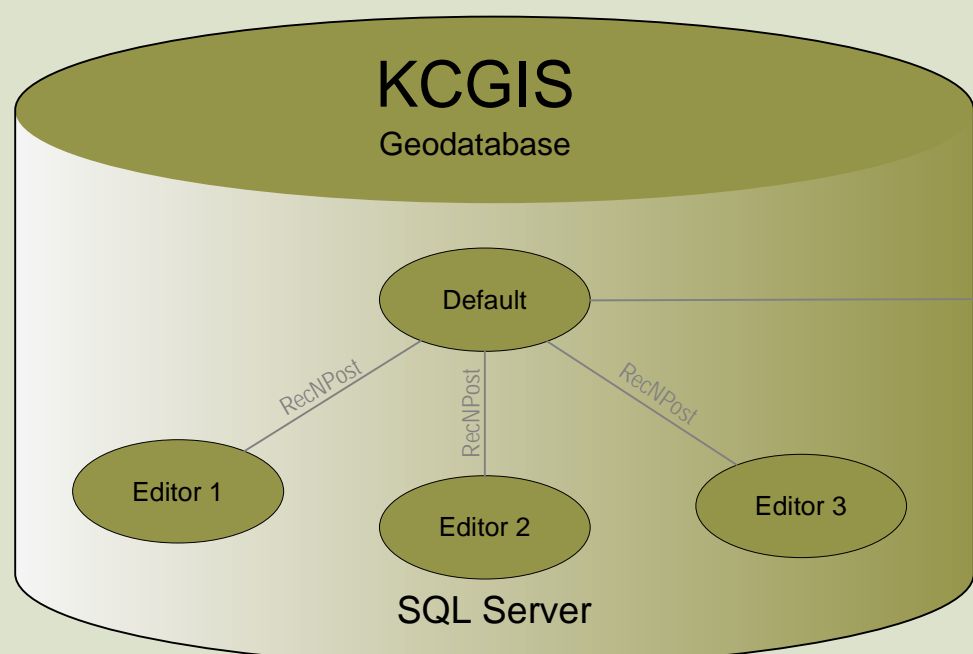 KCGIS
Geodatabase
Default
RecNPost
RecNPost
RecNPost
Editor 1
Editor 2
Editor 3
SQL Server